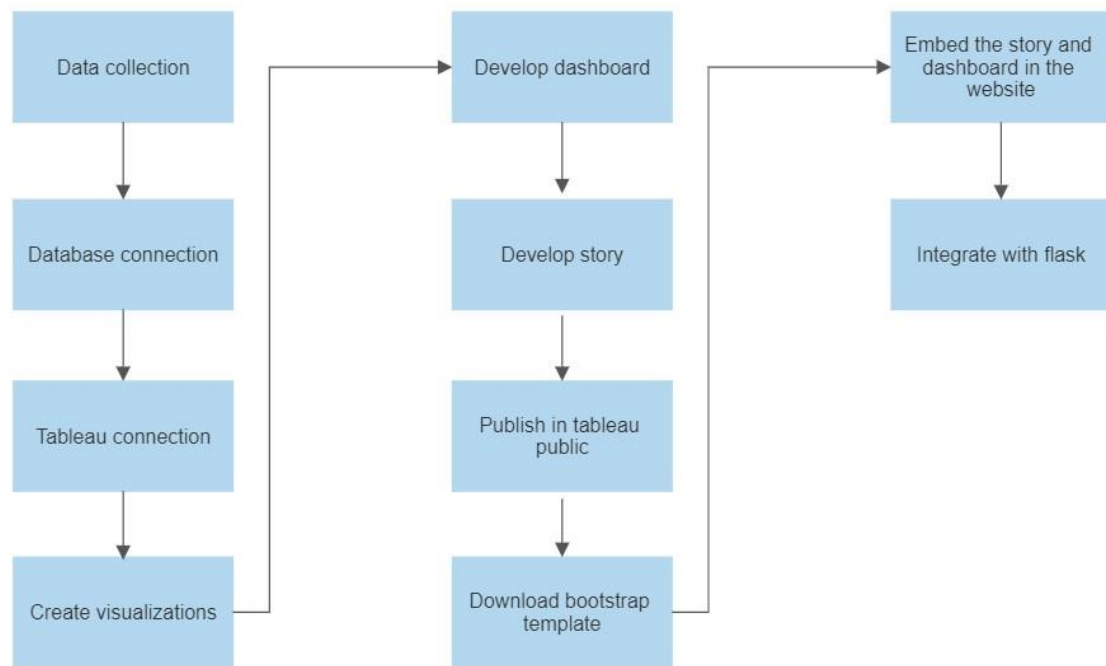 Data collection
Database connection
Tableau connection
Create visualizations
Develop dashboard
Develop story
Publish in tableau
public
Download bootstrap
template
Embed the story and
dashboard in the
website
Integrate with flask